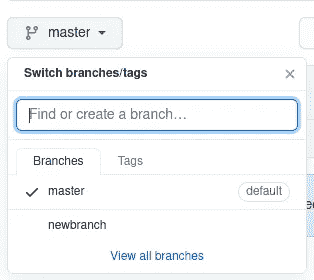 master
Switch branches/tags
Find or create a branch...
Branches Tags
master default
newbranch
View all branches